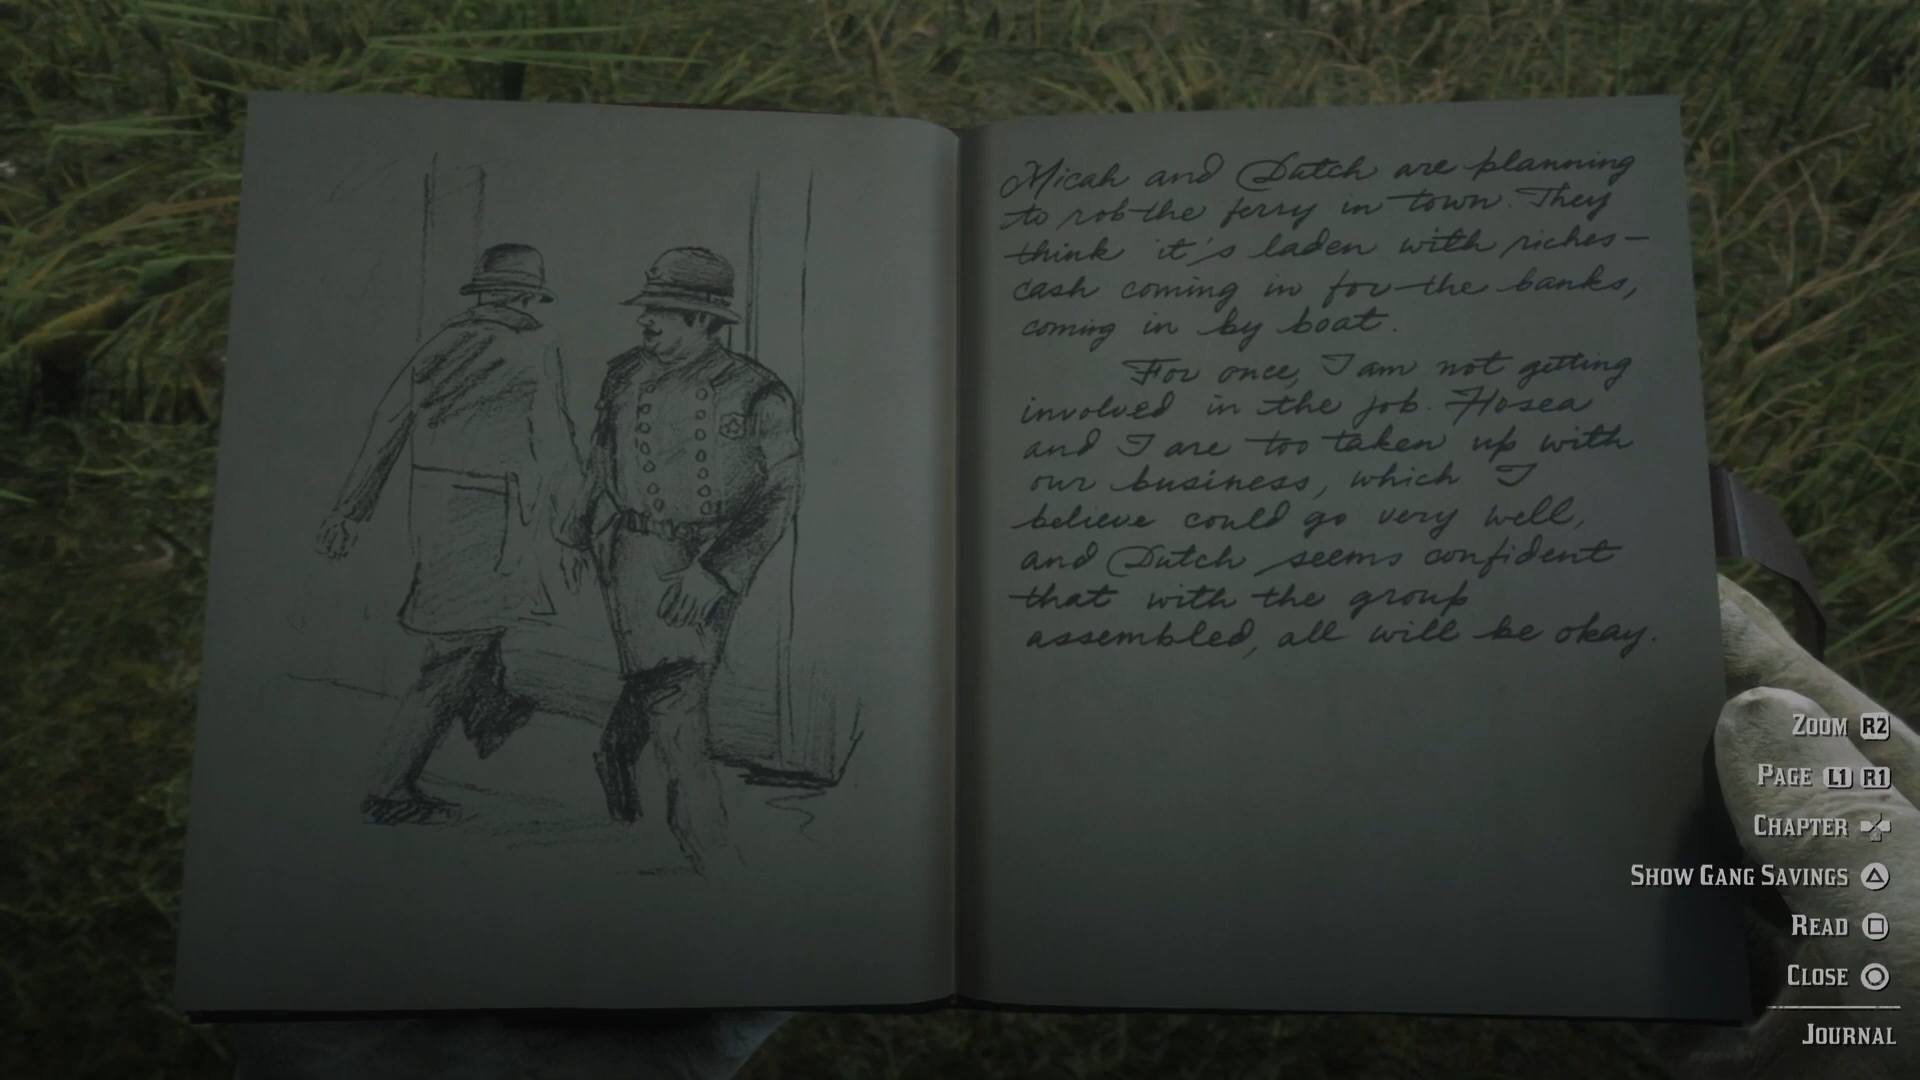 Micah and Dutch are planning
to rob the ferry in town. They
think it's laden with riches-
cash coming in for the banks,
coming in by boat.
For once, I am not getting
involved in the job. Hosea
and I are too taken up with
our business, which I
believe could go very well,
and Dutch seems confident
that with the group
assembled, all will be okay.
ZOOM R2
PAGE L1 R1
CHAPTER
SHOW GANG SAVINGS
READ
CLOSE
JOURNAL